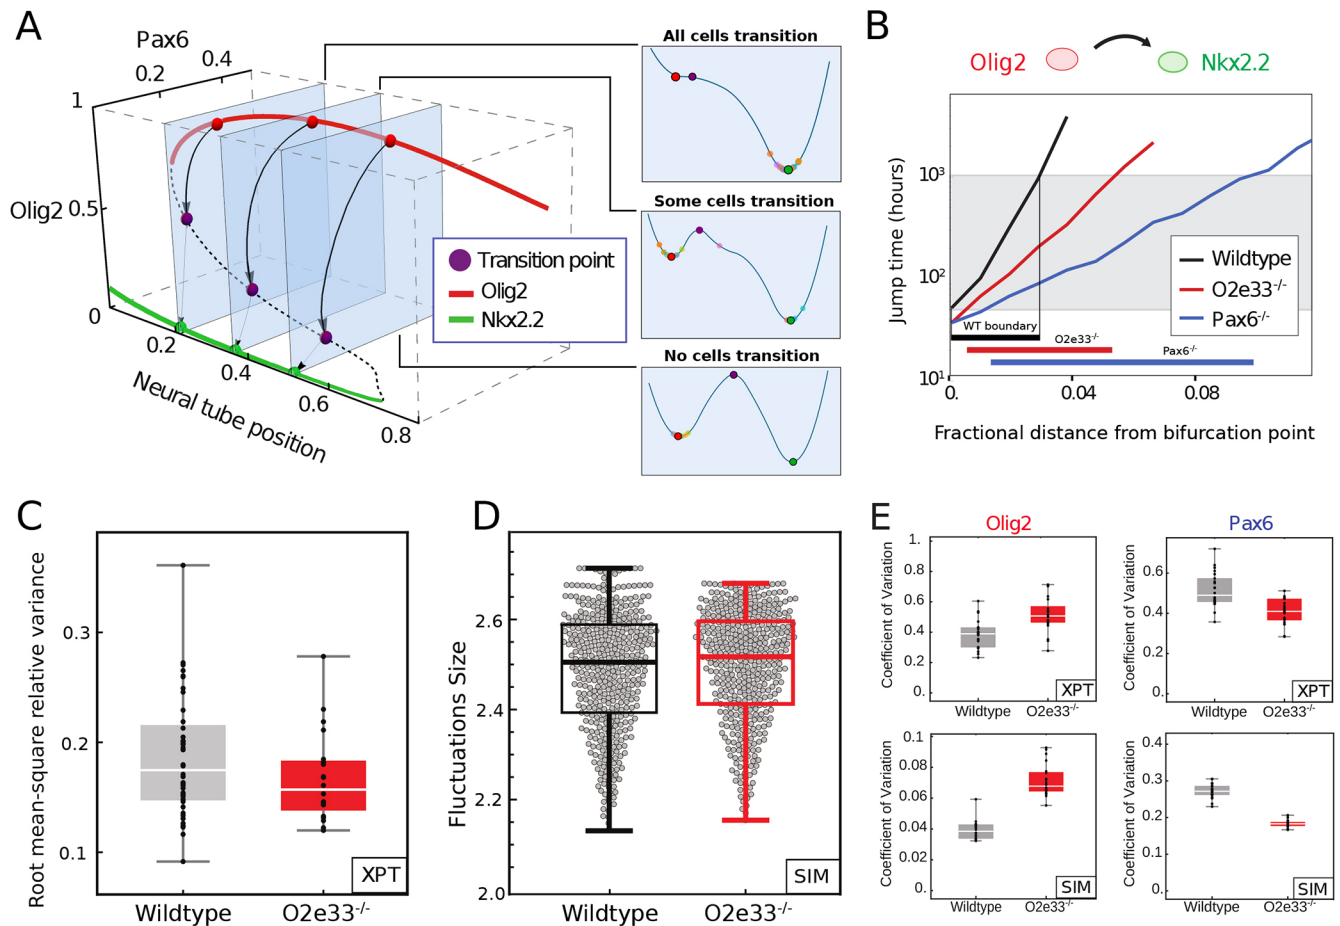 A
Pax6
0.2
0.4
1
Olig2
0.5
0
0.2
0.4
0.6
0.8
Neural tube position
Transition point
Olig2
Nkx2.2
All cells transition
Some cells transition
No cells transition
B
Olig2
Nkx2.2
Jump time (hours)
10³
10²
10¹
Wildtype
O2e33⁻/⁻
Pax6⁻/⁻
WT boundary
O2e33⁻/⁻
Pax6⁻/⁻
0.
0.04
0.08
Fractional distance from bifurcation point
C
Root mean-square relative variance
0.3
0.2
0.1
XPT
Wildtype
O2e33⁻/⁻
D
Fluctuations Size
2.6
2.4
2.2
2.0
SIM
Wildtype
O2e33⁻/⁻
E
Olig2
Coefficient of Variation
1.
0.8
0.6
0.4
0.2
0.
XPT
Wildtype
O2e33⁻/⁻
Pax6
Coefficient of Variation
0.6
0.4
0.2
0.
XPT
Wildtype
O2e33⁻/⁻
Coefficient of Variation
0.1
0.08
0.06
0.04
0.02
0.
SIM
Wildtype
O2e33⁻/⁻
Coefficient of Variation
0.4
0.3
0.2
0.1
0.
SIM
Wildtype
O2e33⁻/⁻